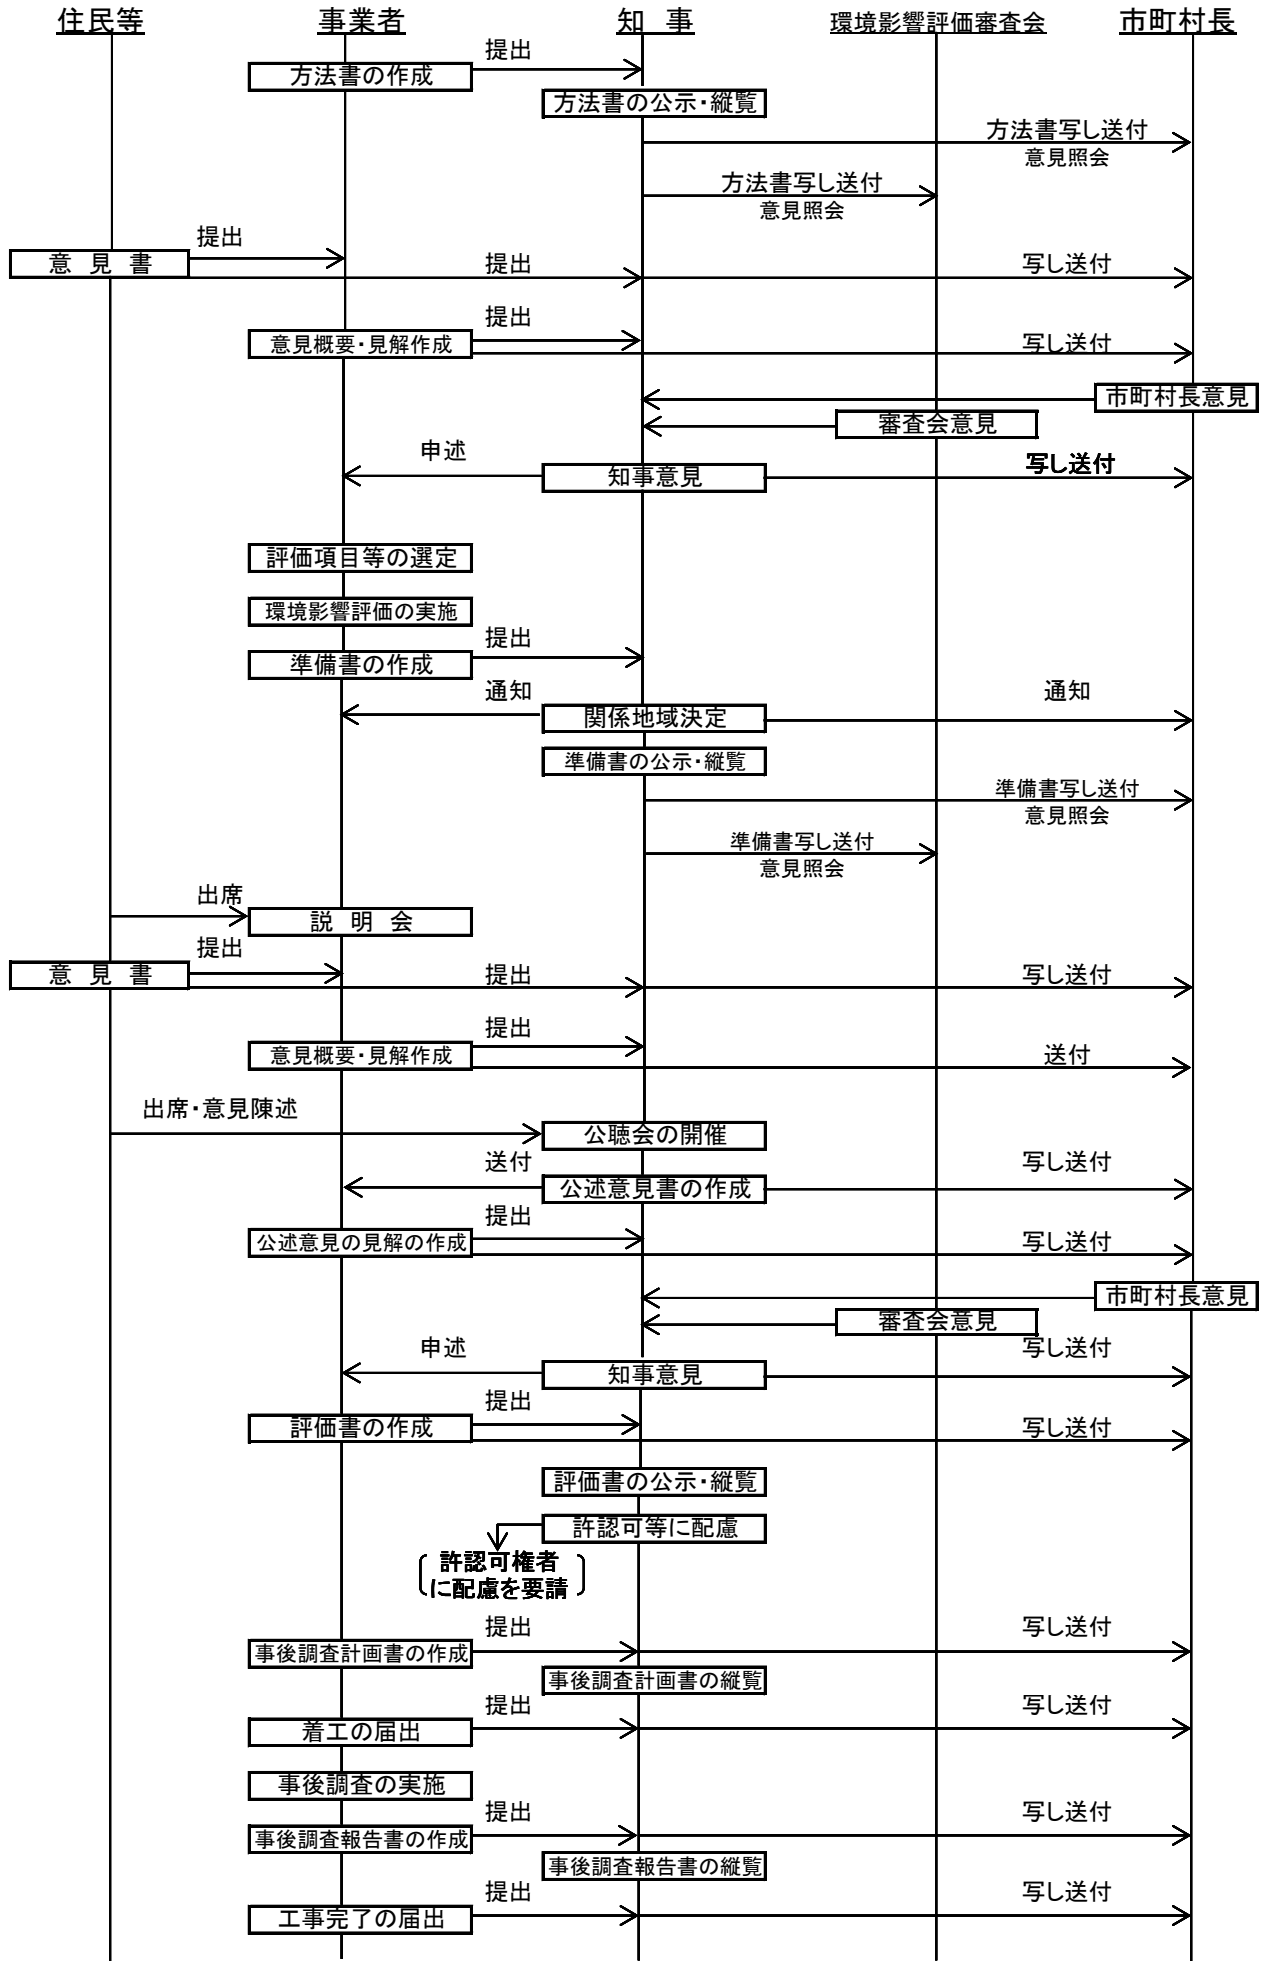 住民等
事業者
知　事
環境影響評価審査会
市町村長
提出
方法書の作成
方法書の公示・縦覧
方法書写し送付
意見照会
方法書写し送付
意見照会
提出
意　見　書
提出
写し送付
提出
意見概要・見解作成
写し送付
市町村長意見
審査会意見
申述
知事意見
写し送付
評価項目等の選定
環境影響評価の実施
提出
準備書の作成
通知
通知
関係地域決定
準備書の公示・縦覧
準備書写し送付
意見照会
準備書写し送付
意見照会
出席
説　明　会
提出
意　見　書
提出
写し送付
提出
意見概要・見解作成
送付
出席・意見陳述
公聴会の開催
送付
写し送付
公述意見書の作成
提出
公述意見の見解の作成
写し送付
市町村長意見
審査会意見
申述
写し送付
知事意見
提出
評価書の作成
写し送付
評価書の公示・縦覧
許認可等に配慮
許認可権者
に配慮を要請
提出
写し送付
事後調査計画書の作成
事後調査計画書の縦覧
提出
写し送付
着工の届出
事後調査の実施
提出
写し送付
事後調査報告書の作成
事後調査報告書の縦覧
提出
写し送付
工事完了の届出